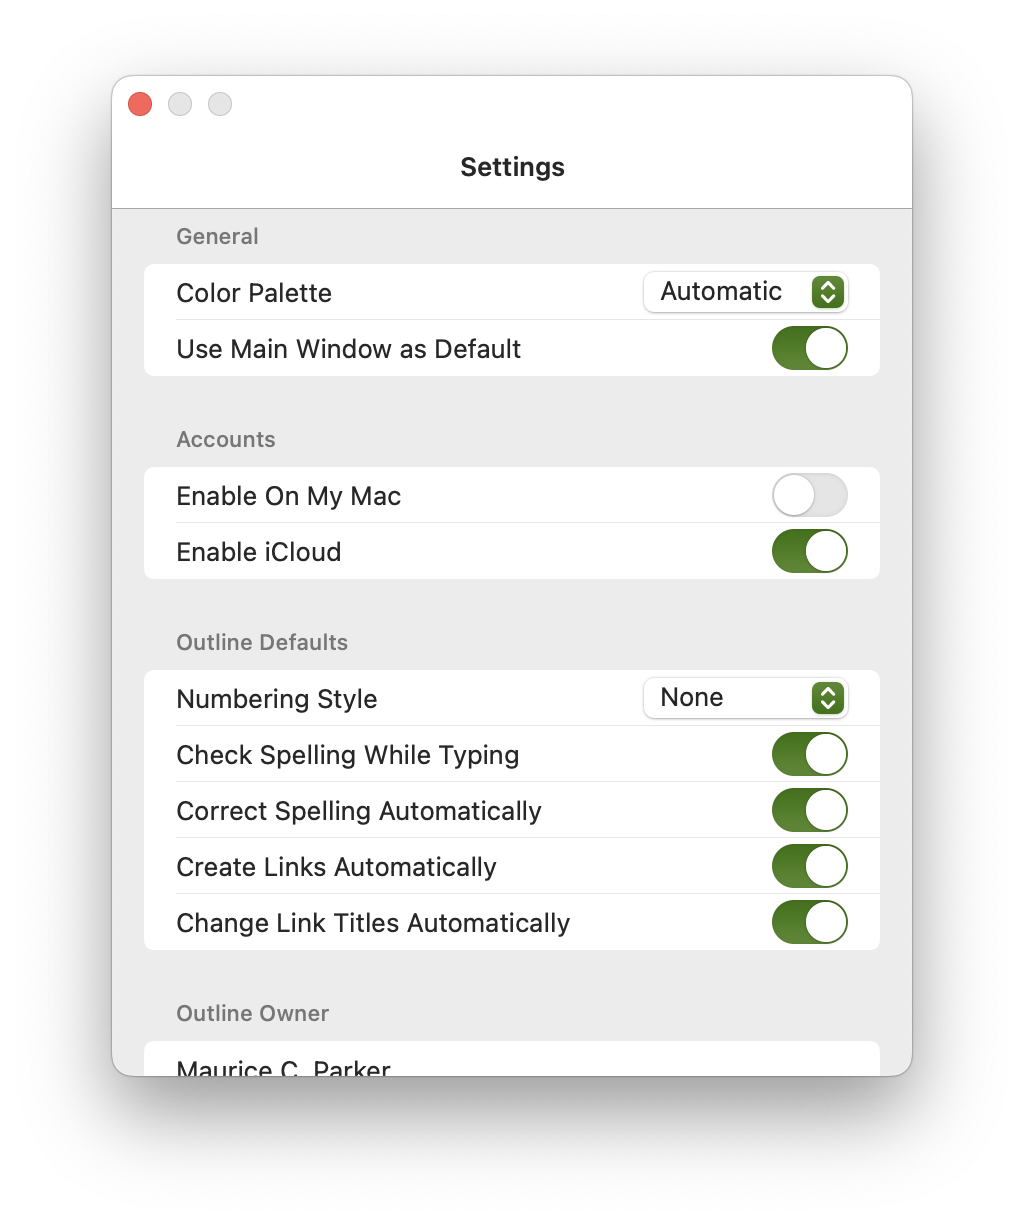 Settings
General
Color Palette Automatic
Use Main Window as Default
Accounts
Enable On My Mac
Enable iCloud
Outline Defaults
Numbering Style None
Check Spelling While Typing
Correct Spelling Automatically
Create Links Automatically
Change Link Titles Automatically
Outline Owner
Maurice C. Parker